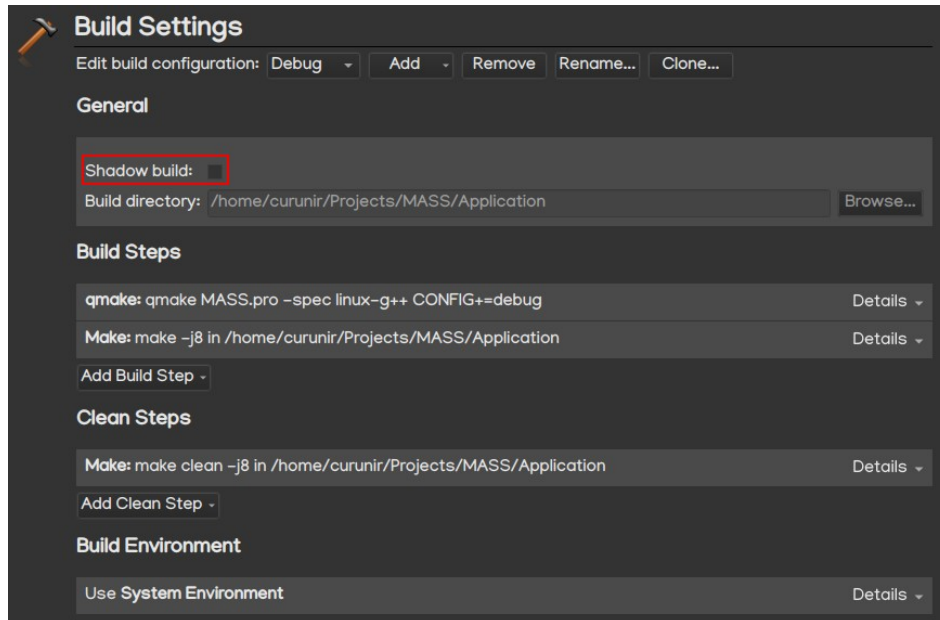 Build Settings
Edit build configuration: Debug Add Remove Rename... Clone...
General
Shadow build:
Build directory: /home/curunir/Projects/MASS/Application Browse...
Build Steps
qmake: qmake MASS.pro -spec linux-g++ CONFIG+=debug Details
Make: make -j8 in /home/curunir/Projects/MASS/Application Details
Add Build Step
Clean Steps
Make: make clean -j8 in /home/curunir/Projects/MASS/Application Details
Add Clean Step
Build Environment
Use System Environment Details